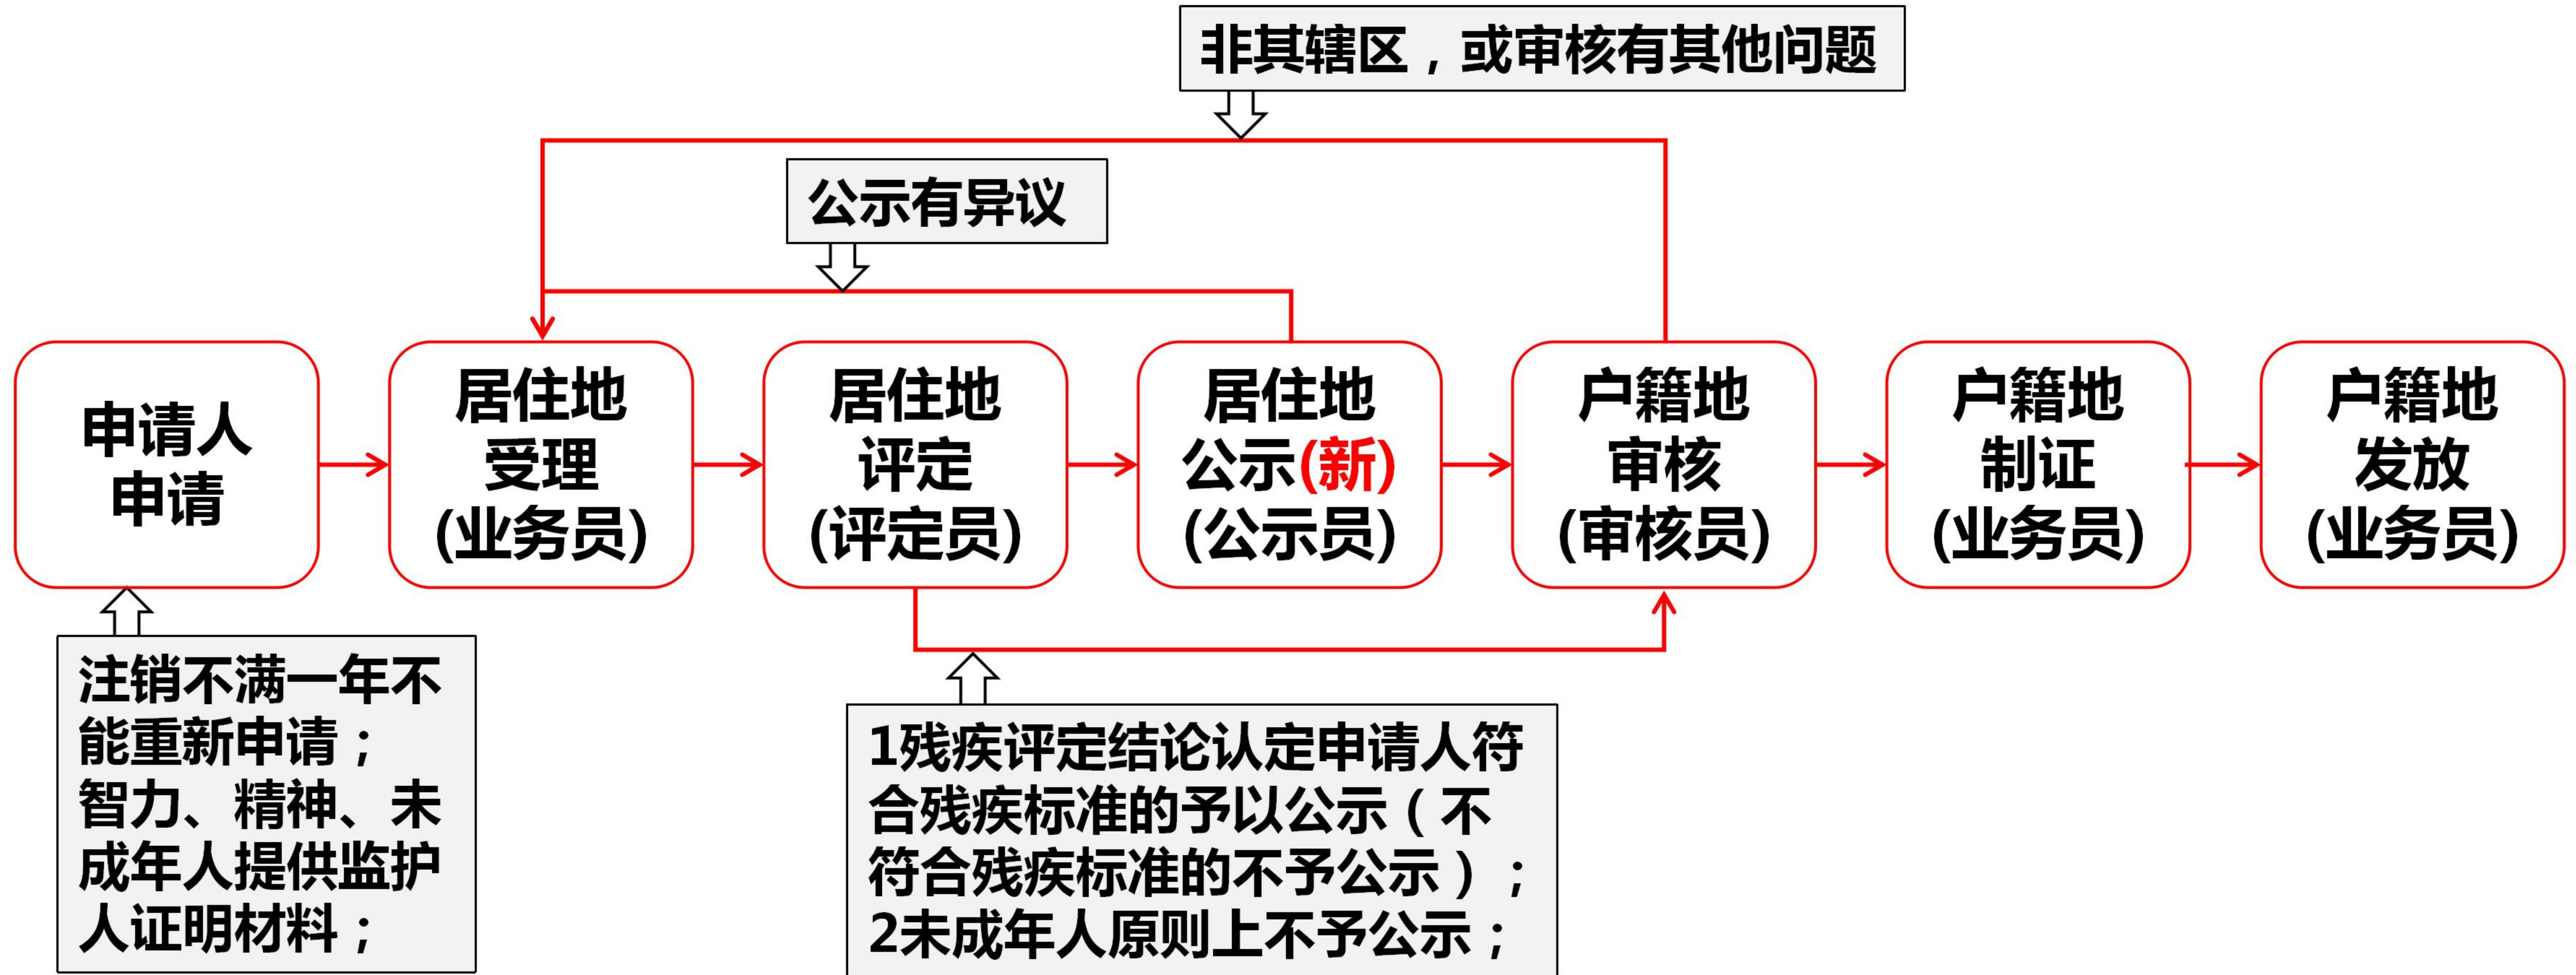 非其辖区，或审核有其他问题
公示有异议
申请人
申请
居住地
受理
(业务员)
居住地
评定
(评定员)
居住地
公示(新)
(公示员)
户籍地
审核
(审核员)
户籍地
制证
(业务员)
户籍地
发放
(业务员)
注销不满一年不
能重新申请；
智力、精神、未
成年人提供监护
人证明材料；
1残疾评定结论认定申请人符
合残疾标准的予以公示（不
符合残疾标准的不予公示）；
2未成年人原则上不予公示；